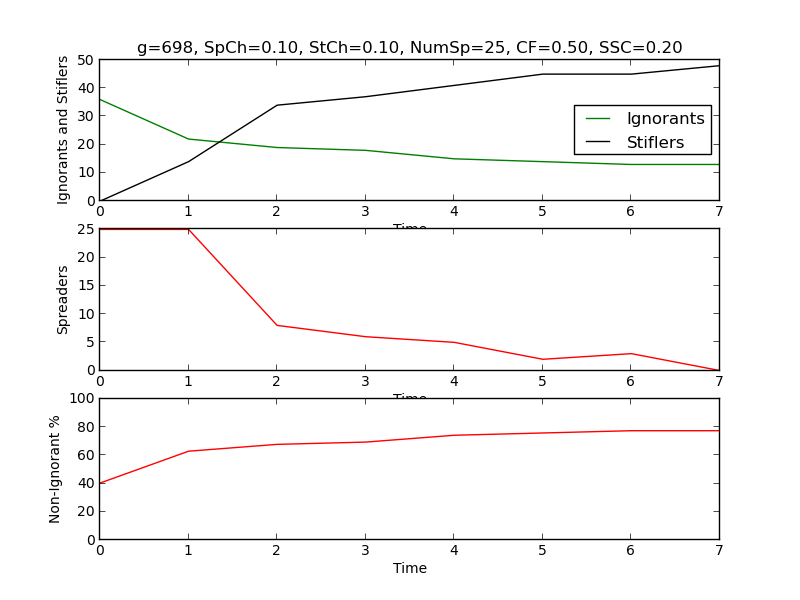 g=698, SpCh=0.10, StCh=0.10, NumSp=25, CF=0.50, SSC=0.20
Ignorants and Stiflers
50
40
30
20
10
0
Ignorants
Stiflers
0 1 2 3 4 5 6 7
Time
Spreaders
25
20
15
10
5
0
0 1 2 3 4 5 6 7
Time
Non-Ignorant %
100
80
60
40
20
0
0 1 2 3 4 5 6 7
Time